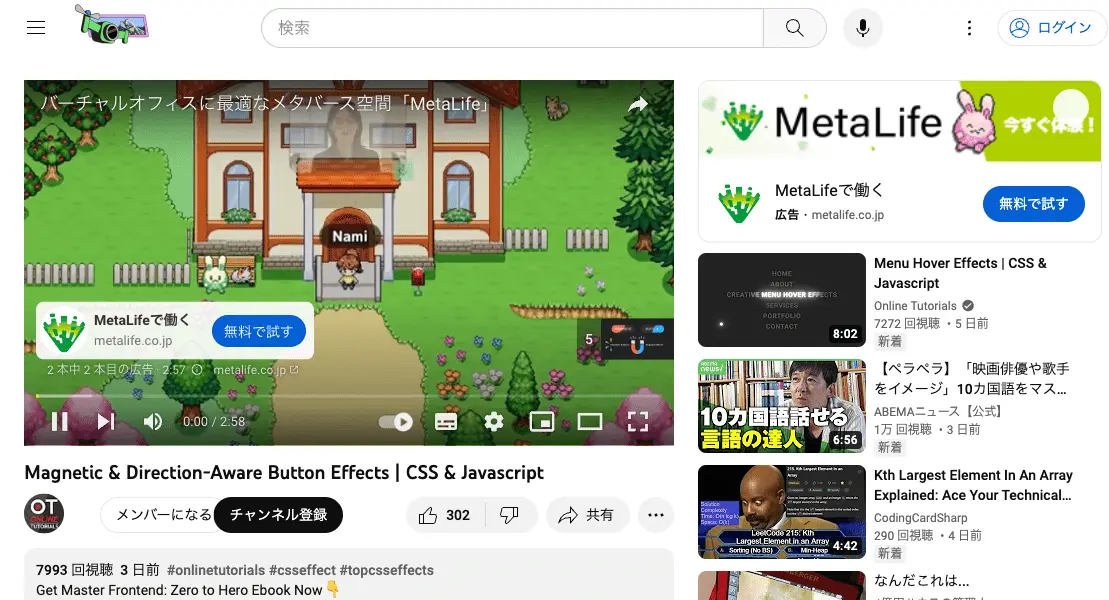 検索
ログイン
バーチャルオフィスに最適なメタバース空間「MetaLife」
Nami
MetaLifeで働く
metalife.co.jp
無料で試す
5
2 本中 2 本目の広告 · 2:57
metalife.co.jp
0:00 / 2:58
Magnetic & Direction-Aware Button Effects | CSS & Javascript
OT
ONLINE
TUTORIALS
メンバーになる
チャンネル登録
302
共有
7993 回視聴 3 日前 #onlinetutorials #csseffect #topcsseffects
Get Master Frontend: Zero to Hero Ebook Now👇
MetaLife
今すぐ体験！
MetaLifeで働く
広告・metalife.co.jp
無料で試す
HOME
ABOUT
CREATIVE MENU HOVER EFFECTS
SERVICES
PORTFOLIO
CONTACT
8:02
Menu Hover Effects | CSS &
Javascript
Online Tutorials
7272 回視聴・5 日前
新着
news/
10カ国語話せる
言語の達人
6:56
【ペラペラ】「映画俳優や歌手
をイメージ」10カ国語をマス...
ABEMAニュース【公式】
1万 回視聴・3 日前
新着
LeetCode 215. Kth
Largest Element in an Array
Sorting (No BS)
Min-Heap
4:42
Kth Largest Element In An Array
Explained: Ace Your Technical...
CodingCardSharp
290 回視聴・4 日前
新着
なんだこれは...